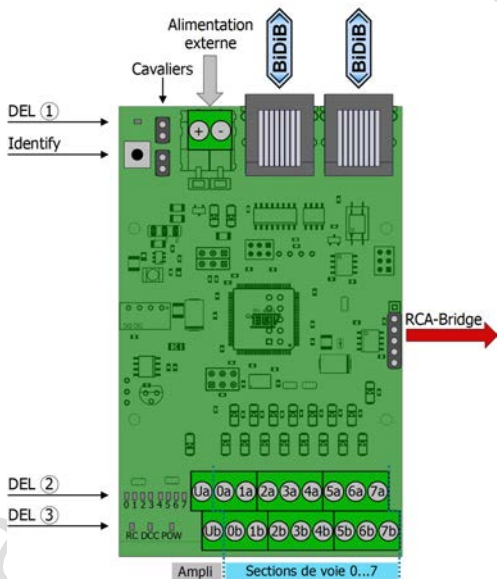 Alimentation
externe
BiDiB
BiDiB
Cavaliers
DEL ①
Identify
+ -
RCA-Bridge
DEL ②
Ua 0a 1a 2a 3a 4a 5a 6a 7a
0 1 2 3 4 5 6 7
DEL ③
RC DCC POW
Ub 0b 1b 2b 3b 4b 5b 6b 7b
Ampli
Sections de voie 0...7